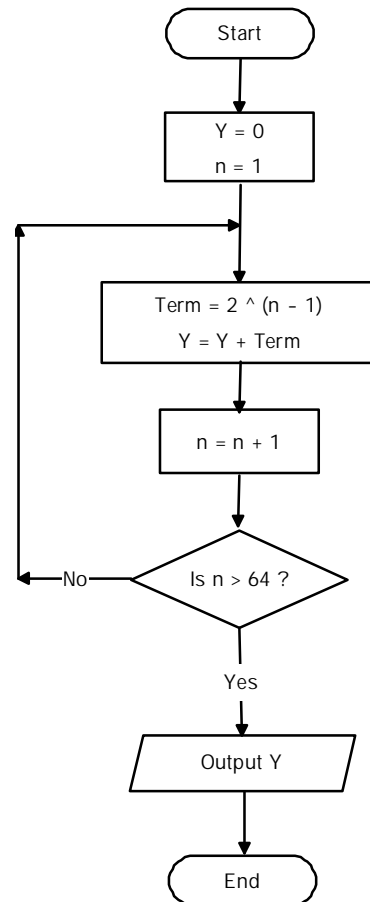 Start
Y = 0
n = 1
Term = 2 ^ (n - 1)
Y = Y + Term
n = n + 1
Is n > 64 ?
No
Yes
Output Y
End